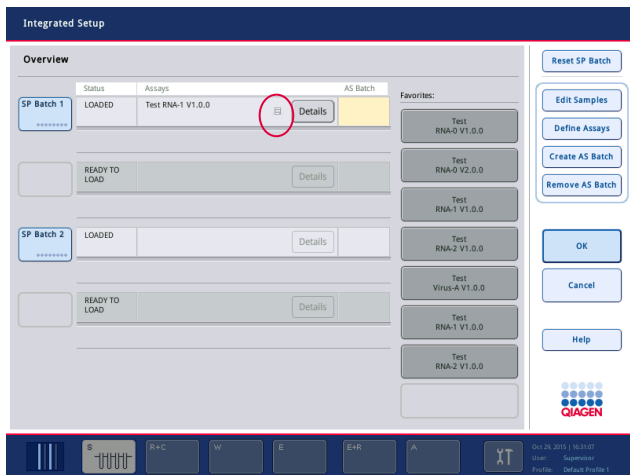 Integrated Setup
Overview
Status Assays AS Batch
SP Batch 1 LOADED Test RNA-1 V1.0.0 Details
READY TO
LOAD Details
SP Batch 2 LOADED Details
READY TO
LOAD Details
Favorites:
Test
RNA-0 V1.0.0
Test
RNA-0 V2.0.0
Test
RNA-1 V1.0.0
Test
RNA-2 V1.0.0
Test
Virus-A V1.0.0
Test
RNA-1 V1.0.0
Test
RNA-2 V1.0.0
Reset SP Batch
Edit Samples
Define Assays
Create AS Batch
Remove AS Batch
OK
Cancel
Help
QIAGEN
S R+C W E E+R A
Oct 29, 2015 | 16:31:07
User: Supervisor
Profile: Default Profile 1